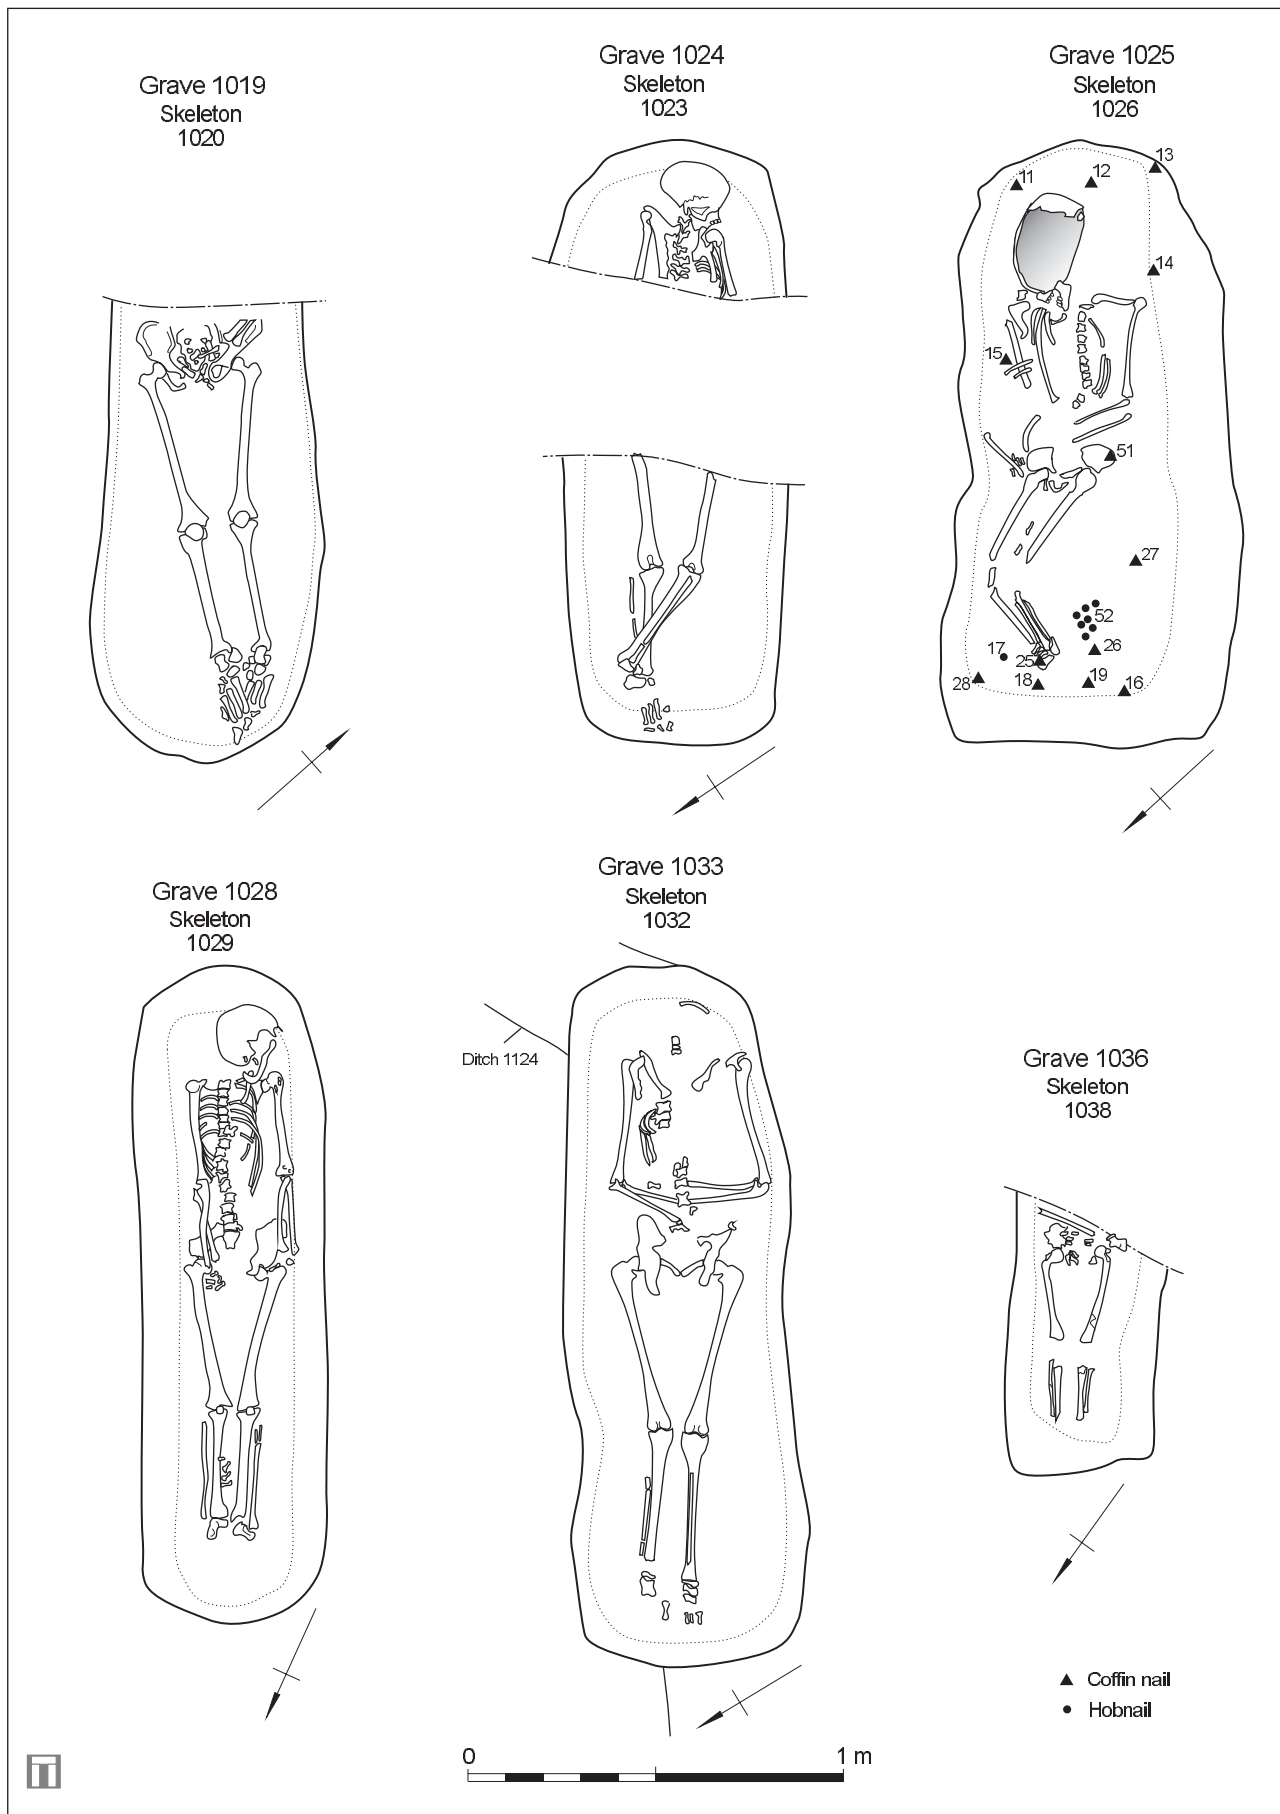 Grave 1019
Skeleton
1020
Grave 1024
Skeleton
1023
Grave 1025
Skeleton
1026
11
12
13
14
15
51
27
52
17
25
26
28
18
19
16
Grave 1028
Skeleton
1029
Grave 1033
Skeleton
1032
Ditch 1124
Grave 1036
Skeleton
1038
Coffin nail
Hobnail
0
1 m